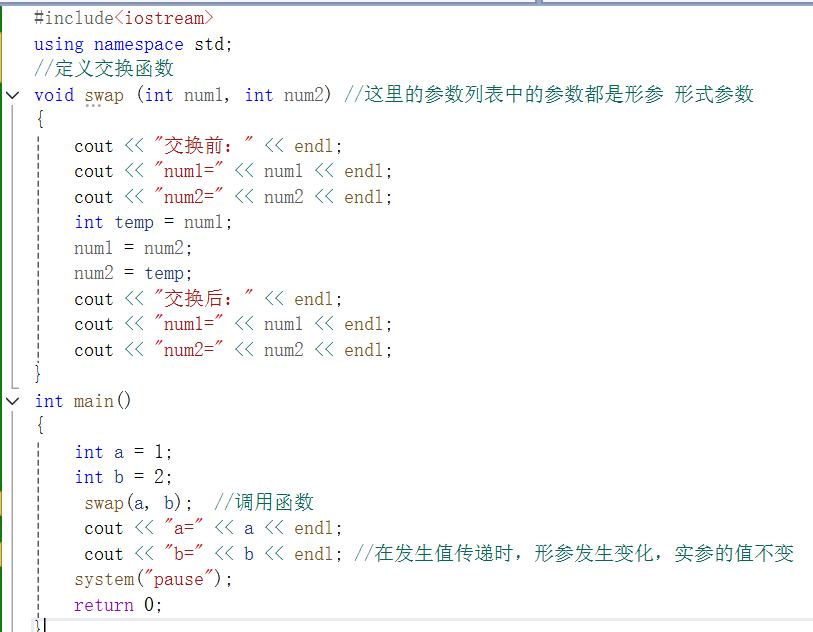 #include<iostream>
using namespace std;
//定义交换函数
void swap (int num1, int num2) //这里的参数列表中的参数都是形参 形式参数
{
    cout << "交换前：" << endl;
    cout << "num1=" << num1 << endl;
    cout << "num2=" << num2 << endl;
    int temp = num1;
    num1 = num2;
    num2 = temp;
    cout << "交换后：" << endl;
    cout << "num1=" << num1 << endl;
    cout << "num2=" << num2 << endl;
}
int main()
{
    int a = 1;
    int b = 2;
     swap(a, b);  //调用函数
     cout << "a=" << a << endl;
     cout << "b=" << b << endl; //在发生值传递时，形参发生变化，实参的值不变
    system("pause");
    return 0;
}